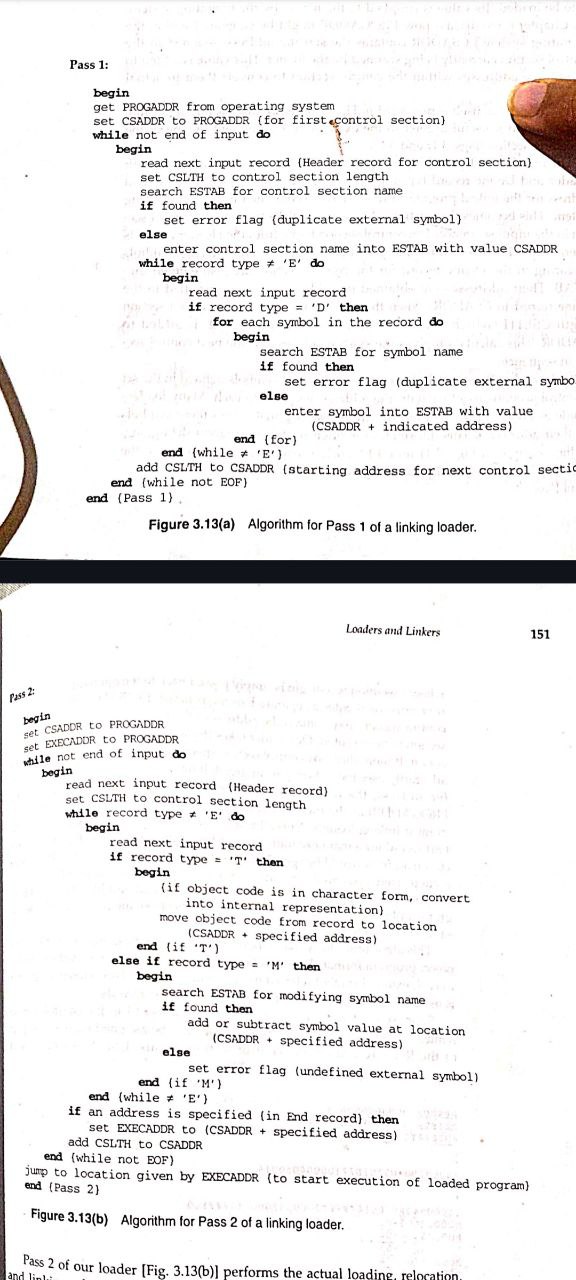 Pass 1:
begin
get PROGADDR from operating system
set CSADDR to PROGADDR {for first control section}
while not end of input do
begin
read next input record {Header record for control section}
set CSLTH to control section length
search ESTAB for control section name
if found then
set error flag {duplicate external symbol}
else
enter control section name into ESTAB with value CSADDR
while record type ≠ 'E' do
begin
read next input record
if record type = 'D' then
for each symbol in the record do
begin
search ESTAB for symbol name
if found then
set error flag (duplicate external symbo
else
enter symbol into ESTAB with value
(CSADDR + indicated address)
end {for}
end {while ≠ 'E'}
add CSLTH to CSADDR {starting address for next control sectio
end {while not EOF}
end {Pass 1}
Figure 3.13(a) Algorithm for Pass 1 of a linking loader.
Loaders and Linkers 151
Pass 2:
begin
set CSADDR to PROGADDR
set EXECADDR to PROGADDR
while not end of input do
begin
read next input record {Header record}
set CSLTH to control section length
while record type ≠ 'E' do
begin
read next input record
if record type = 'T' then
begin
{if object code is in character form, convert
into internal representation}
move object code from record to location
(CSADDR + specified address)
end {if 'T'}
else if record type = 'M' then
begin
search ESTAB for modifying symbol name
if found then
add or subtract symbol value at location
(CSADDR + specified address)
else
set error flag (undefined external symbol)
end {if 'M'}
end {while ≠ 'E'}
if an address is specified {in End record} then
set EXECADDR to (CSADDR + specified address)
add CSLTH to CSADDR
end {while not EOF}
jump to location given by EXECADDR {to start execution of loaded program}
end {Pass 2}
Figure 3.13(b) Algorithm for Pass 2 of a linking loader.
Pass 2 of our loader [Fig. 3.13(b)] performs the actual loading, relocation,
and